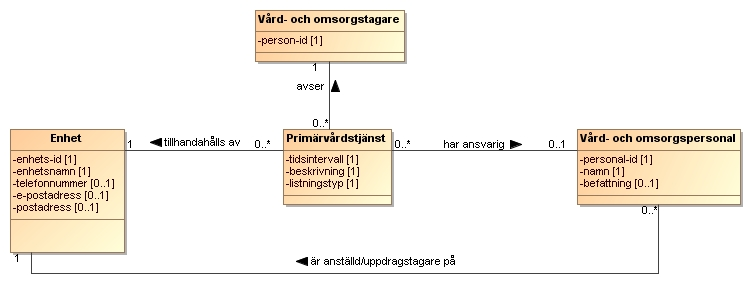 Vård- och omsorgstagare
-person-id [1]
1
avser
0..*
Enhet
-enhets-id [1]
-enhetsnamn [1]
-telefonnummer [0..1]
-e-postadress [0..1]
-postadress [0..1]
1
tillhandahålls av
0..*
Primärvårdstjänst
-tidsintervall [1]
-beskrivning [1]
-listningstyp [1]
0..*
har ansvarig
0..1
Vård- och omsorgspersonal
-personal-id [1]
-namn [1]
-befattning [0..1]
0..*
1
är anställd/uppdragstagare på